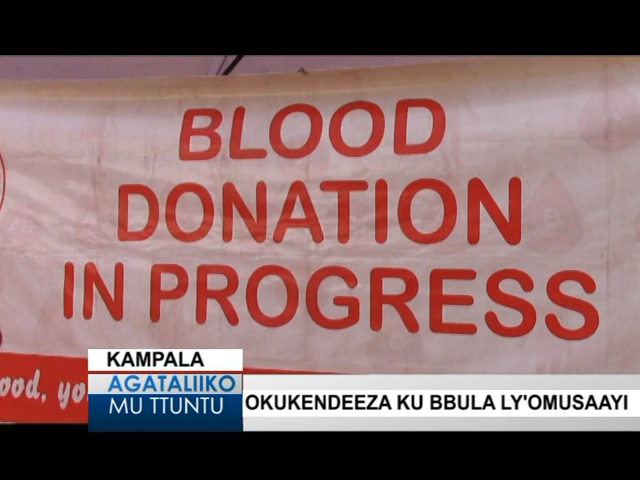 BLOOD
DONATION
IN PROGRESS
KAMPALA
AGATALIIKO
MU TTUNTU
OKUKENDEEZA KU BBULA LY'OMUSAAYI